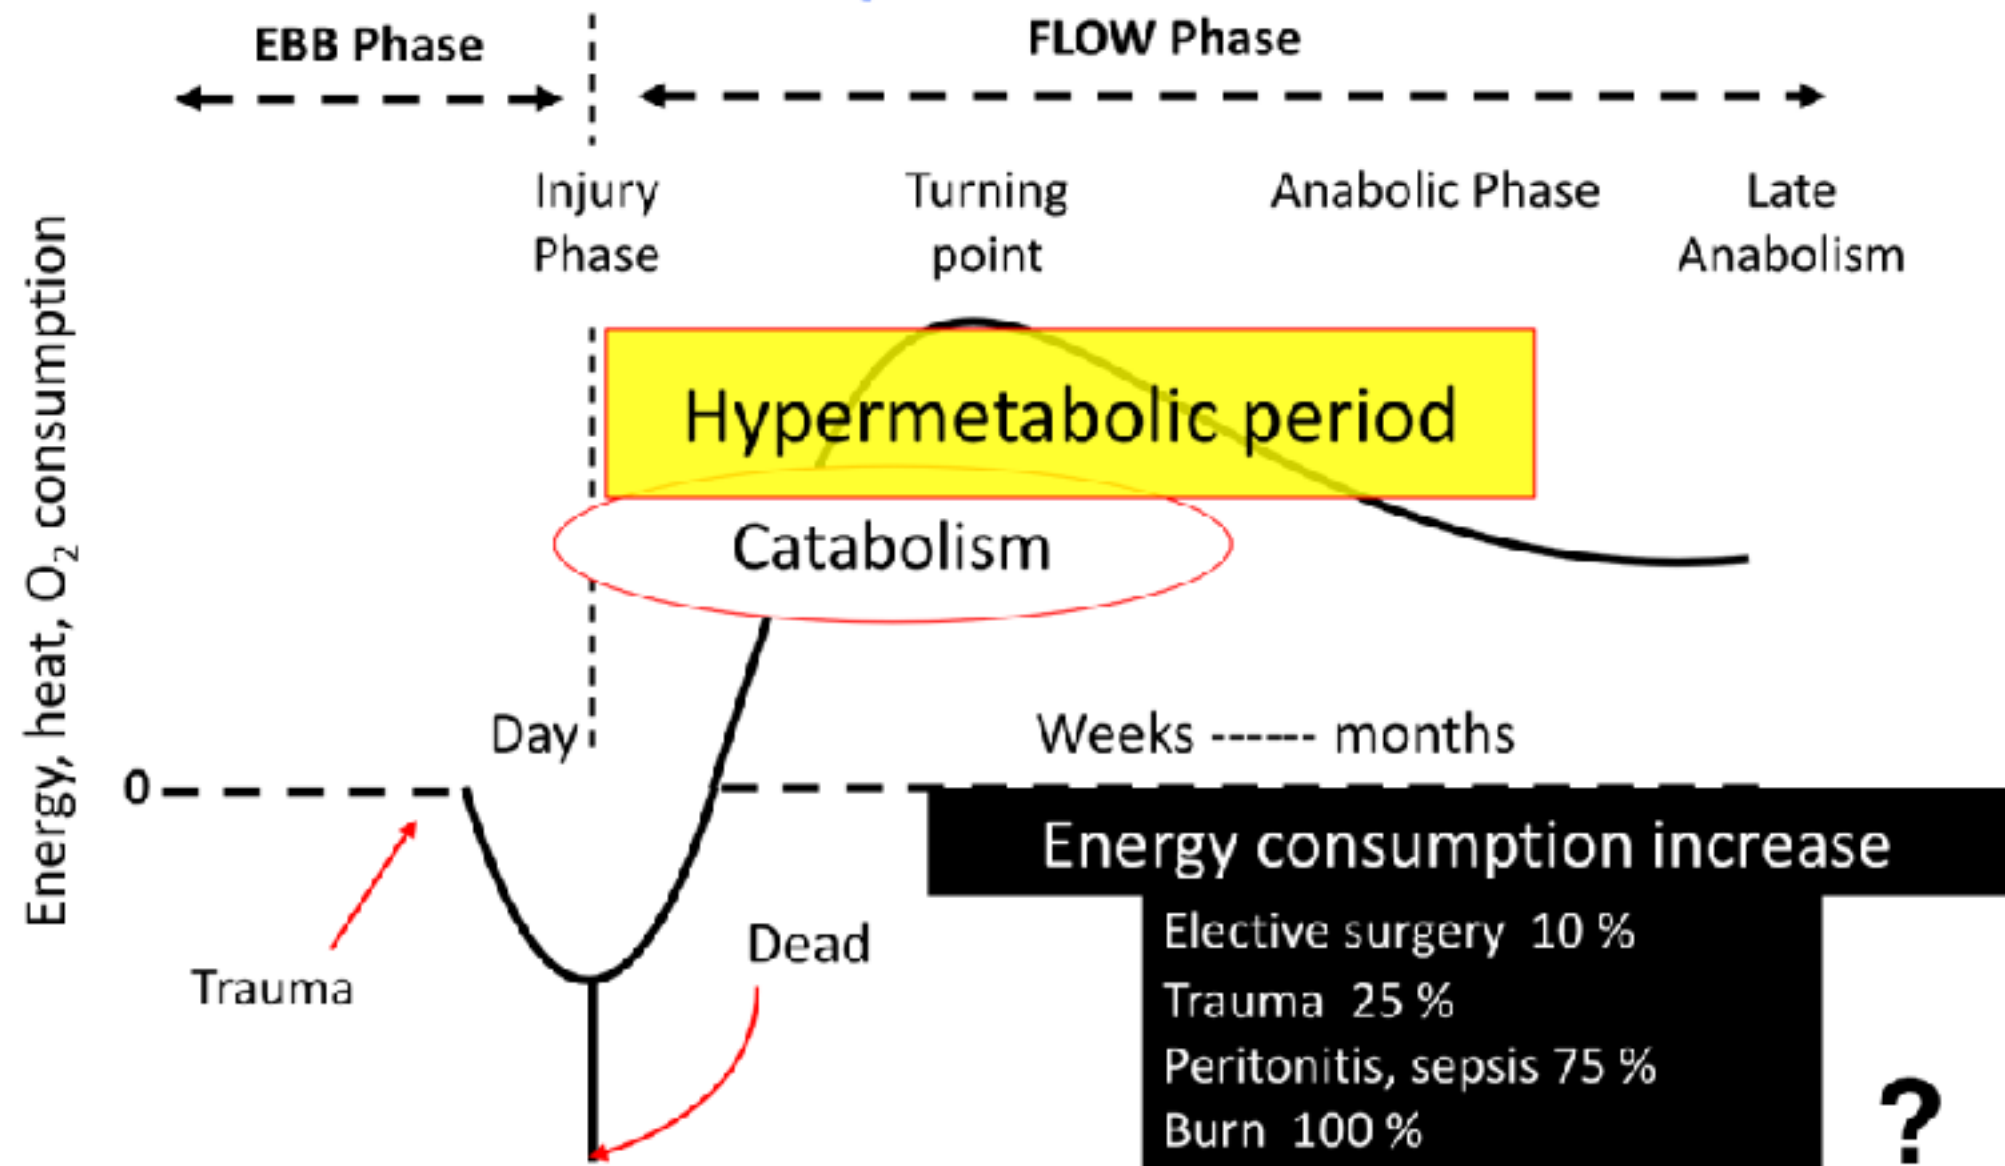 EBB Phase
FLOW Phase
Injury
Phase
Turning
point
Anabolic Phase
Late
Anabolism
Energy, heat, O₂ consumption
Hypermetabolic period
Catabolism
Day
Weeks ------ months
0
Trauma
Dead
Energy consumption increase
Elective surgery 10 %
Trauma 25 %
Peritonitis, sepsis 75 %
Burn 100 %
?